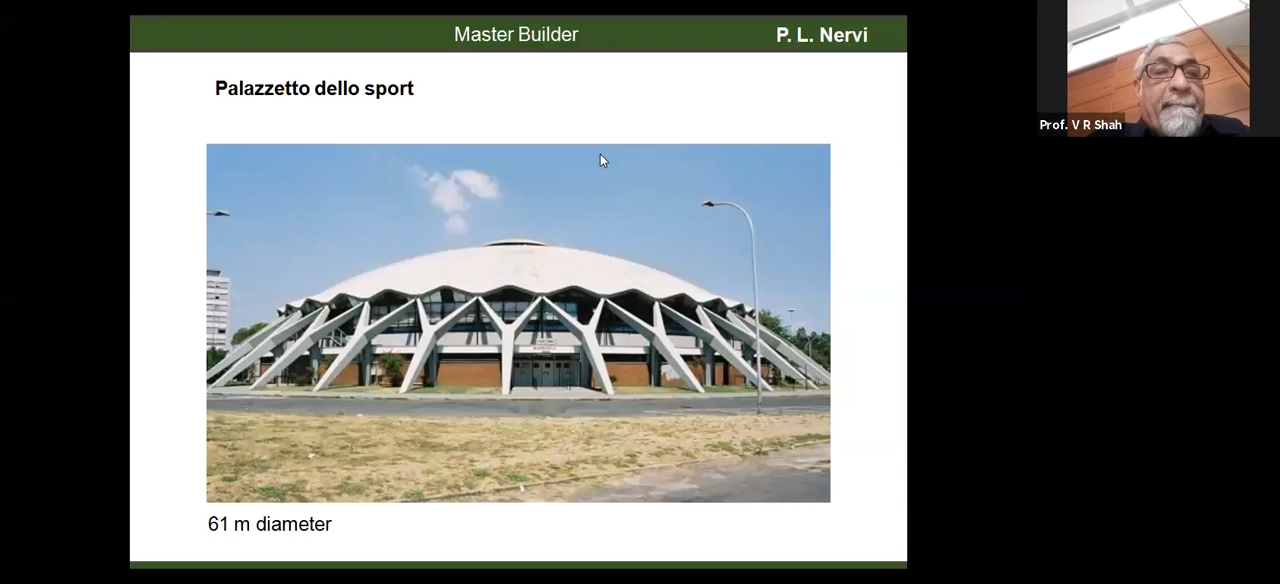 Master Builder
P. L. Nervi
Palazzetto dello sport
61 m diameter
Prof. V R Shah